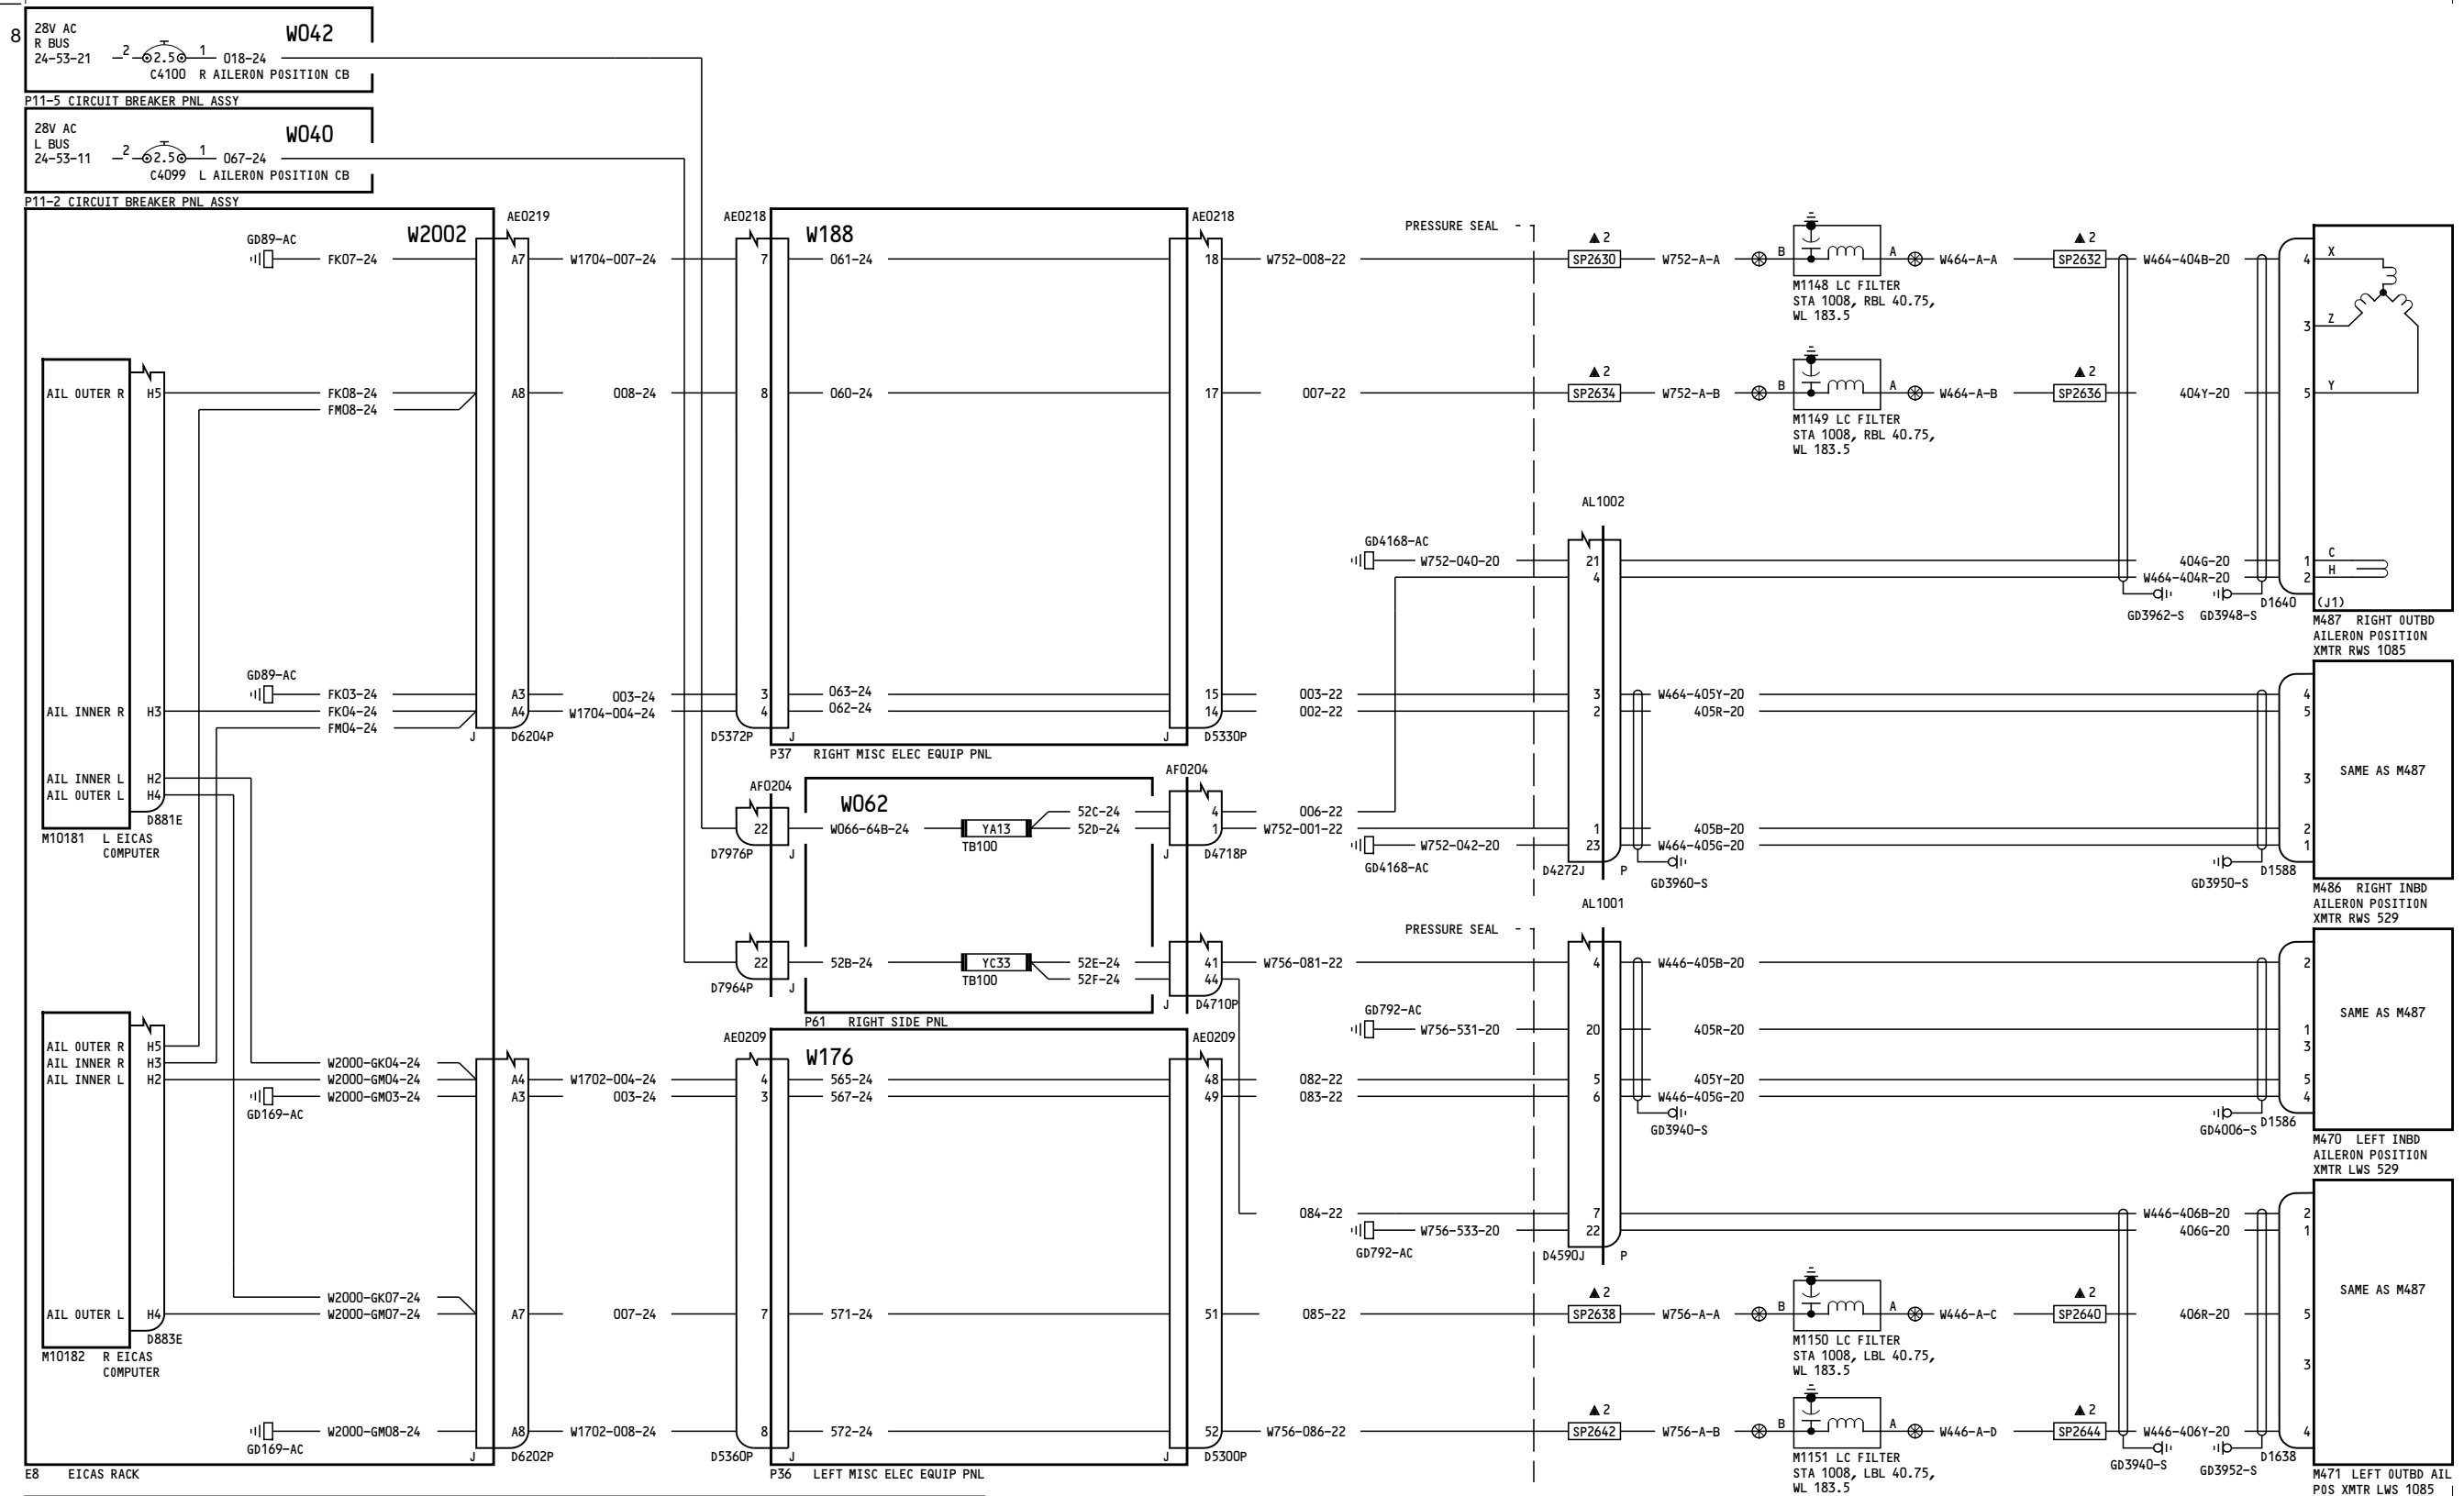 8
28V AC
R BUS
24-53-21
2
2.5
1
018-24
W042
C4100 R AILERON POSITION CB
P11-5 CIRCUIT BREAKER PNL ASSY
28V AC
L BUS
24-53-11
2
2.5
1
067-24
W040
C4099 L AILERON POSITION CB
P11-2 CIRCUIT BREAKER PNL ASSY
W2002
AE0219
AE0218
W188
AE0218
PRESSURE SEAL
GD89-AC
FK07-24
A7
W1704-007-24
7
061-24
18
W752-008-22
▲2
SP2630
W752-A-A
B
A
W464-A-A
▲2
SP2632
W464-404B-20
4
X
M1148 LC FILTER
STA 1008, RBL 40.75,
WL 183.5
3
Z
AIL OUTER R
H5
FK08-24
FM08-24
A8
008-24
8
060-24
17
007-22
▲2
SP2634
W752-A-B
B
A
W464-A-B
▲2
SP2636
404Y-20
5
Y
M1149 LC FILTER
STA 1008, RBL 40.75,
WL 183.5
AL1002
GD4168-AC
W752-040-20
21
4
404G-20
W464-404R-20
1
2
C
H
GD3962-S
GD3948-S
D1640
(J1)
M487 RIGHT OUTBD
AILERON POSITION
XMTR RWS 1085
GD89-AC
FK03-24
A3
003-24
3
063-24
15
003-22
3
W464-405Y-20
4
AIL INNER R
H3
FK04-24
FM04-24
A4
W1704-004-24
4
062-24
14
002-22
2
405R-20
5
J
D6204P
D5372P
J
J
D5330P
P37 RIGHT MISC ELEC EQUIP PNL
AIL INNER L
H2
AIL OUTER L
H4
D881E
M10181 L EICAS
COMPUTER
AF0204
AF0204
W062
22
W066-64B-24
YA13
TB100
52C-24
52D-24
4
1
006-22
W752-001-22
D7976P
J
J
D4718P
GD4168-AC
W752-042-20
1
23
405B-20
W464-405G-20
3
2
1
SAME AS M487
D4272J
P
GD3960-S
GD3950-S
D1588
M486 RIGHT INBD
AILERON POSITION
XMTR RWS 529
AL1001
PRESSURE SEAL
22
52B-24
YC33
TB100
52E-24
52F-24
41
44
W756-081-22
4
W446-405B-20
2
D7964P
J
J
D4710P
P61 RIGHT SIDE PNL
GD792-AC
W756-531-20
20
405R-20
1
3
SAME AS M487
AIL OUTER R
H5
AIL INNER R
H3
AIL INNER L
H2
W2000-GK04-24
W2000-GM04-24
W2000-GM03-24
GD169-AC
A4
A3
W1702-004-24
003-24
AE0209
W176
AE0209
4
3
565-24
567-24
48
49
082-22
083-22
5
6
405Y-20
W446-405G-20
5
4
GD3940-S
GD4006-S
D1586
M470 LEFT INBD
AILERON POSITION
XMTR LWS 529
084-22
7
W446-406B-20
2
GD792-AC
W756-533-20
22
406G-20
1
D4590J
P
SAME AS M487
AIL OUTER L
H4
W2000-GK07-24
W2000-GM07-24
A7
007-24
7
571-24
51
085-22
▲2
SP2638
W756-A-A
B
A
W446-A-C
▲2
SP2640
406R-20
5
3
D883E
M10182 R EICAS
COMPUTER
M1150 LC FILTER
STA 1008, LBL 40.75,
WL 183.5
GD169-AC
W2000-GM08-24
A8
W1702-008-24
8
572-24
52
W756-086-22
▲2
SP2642
W756-A-B
B
A
W446-A-D
▲2
SP2644
W446-406Y-20
4
J
D6202P
D5360P
J
J
D5300P
M1151 LC FILTER
STA 1008, LBL 40.75,
WL 183.5
GD3940-S
GD3952-S
D1638
E8 EICAS RACK
P36 LEFT MISC ELEC EQUIP PNL
M471 LEFT OUTBD AIL
POS XMTR LWS 1085